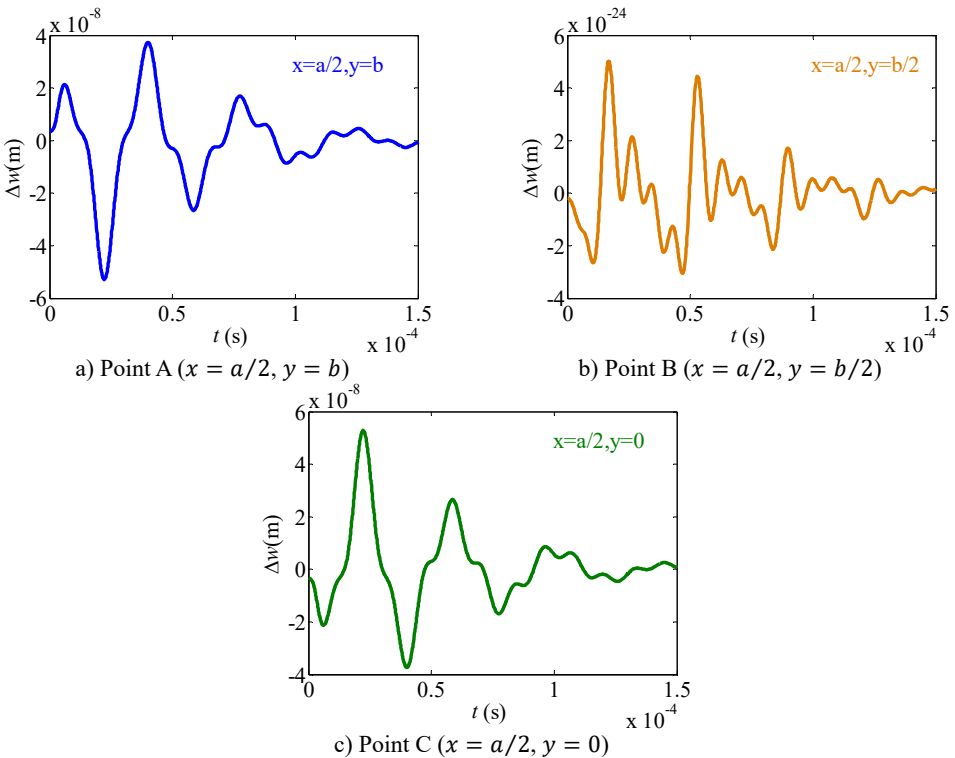 x 10^-8
4
2
0
-2
-4
-6
Δw(m)
x=a/2,y=b
0 0.5 1 1.5
t (s)
x 10^-4
a) Point A (x = a/2, y = b)
x 10^-24
6
4
2
0
-2
-4
Δw(m)
x=a/2,y=b/2
0 0.5 1 1.5
t (s)
x 10^-4
b) Point B (x = a/2, y = b/2)
x 10^-8
6
4
2
0
-2
-4
Δw(m)
x=a/2,y=0
0 0.5 1 1.5
t (s)
x 10^-4
c) Point C (x = a/2, y = 0)